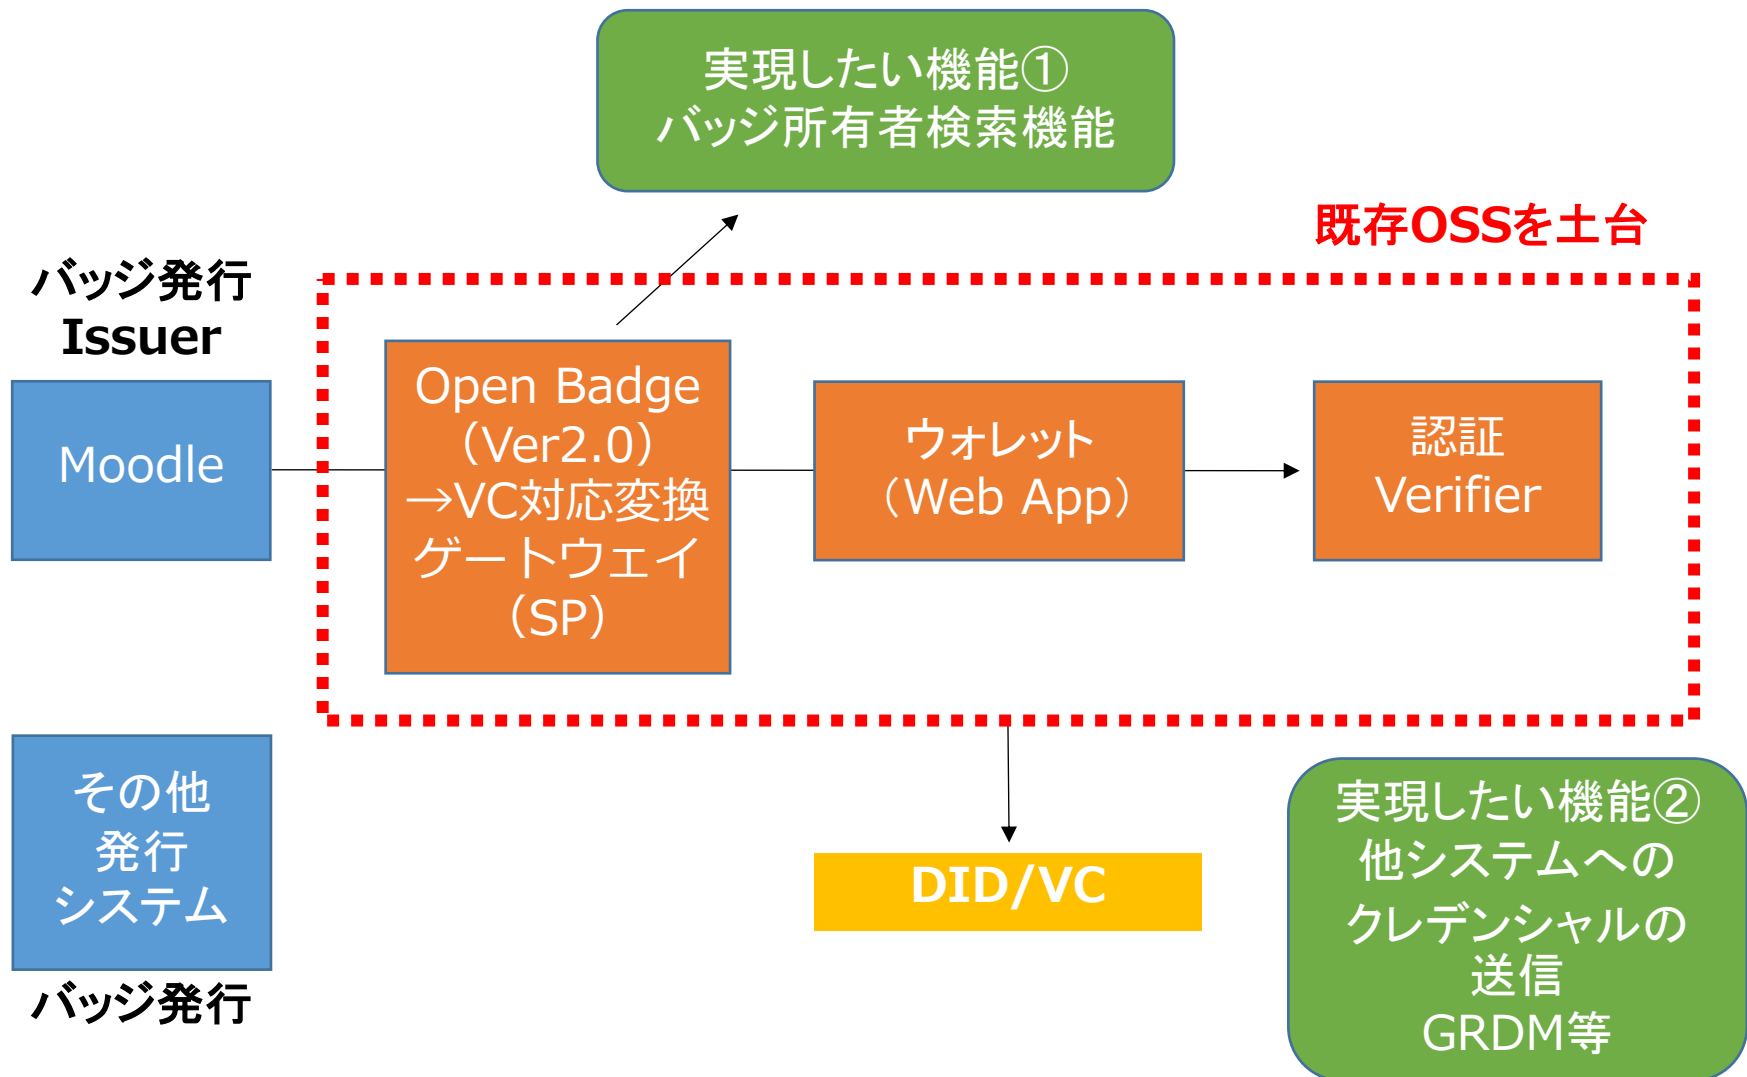 実現したい機能①
バッジ所有者検索機能
既存OSSを土台
バッジ発行
Issuer
Moodle
Open Badge
（Ver2.0）
→VC対応変換
ゲートウェイ
（SP）
ウォレット
（Web App）
認証
Verifier
その他
発行
システム
バッジ発行
DID/VC
実現したい機能②
他システムへの
クレデンシャルの
送信
GRDM等